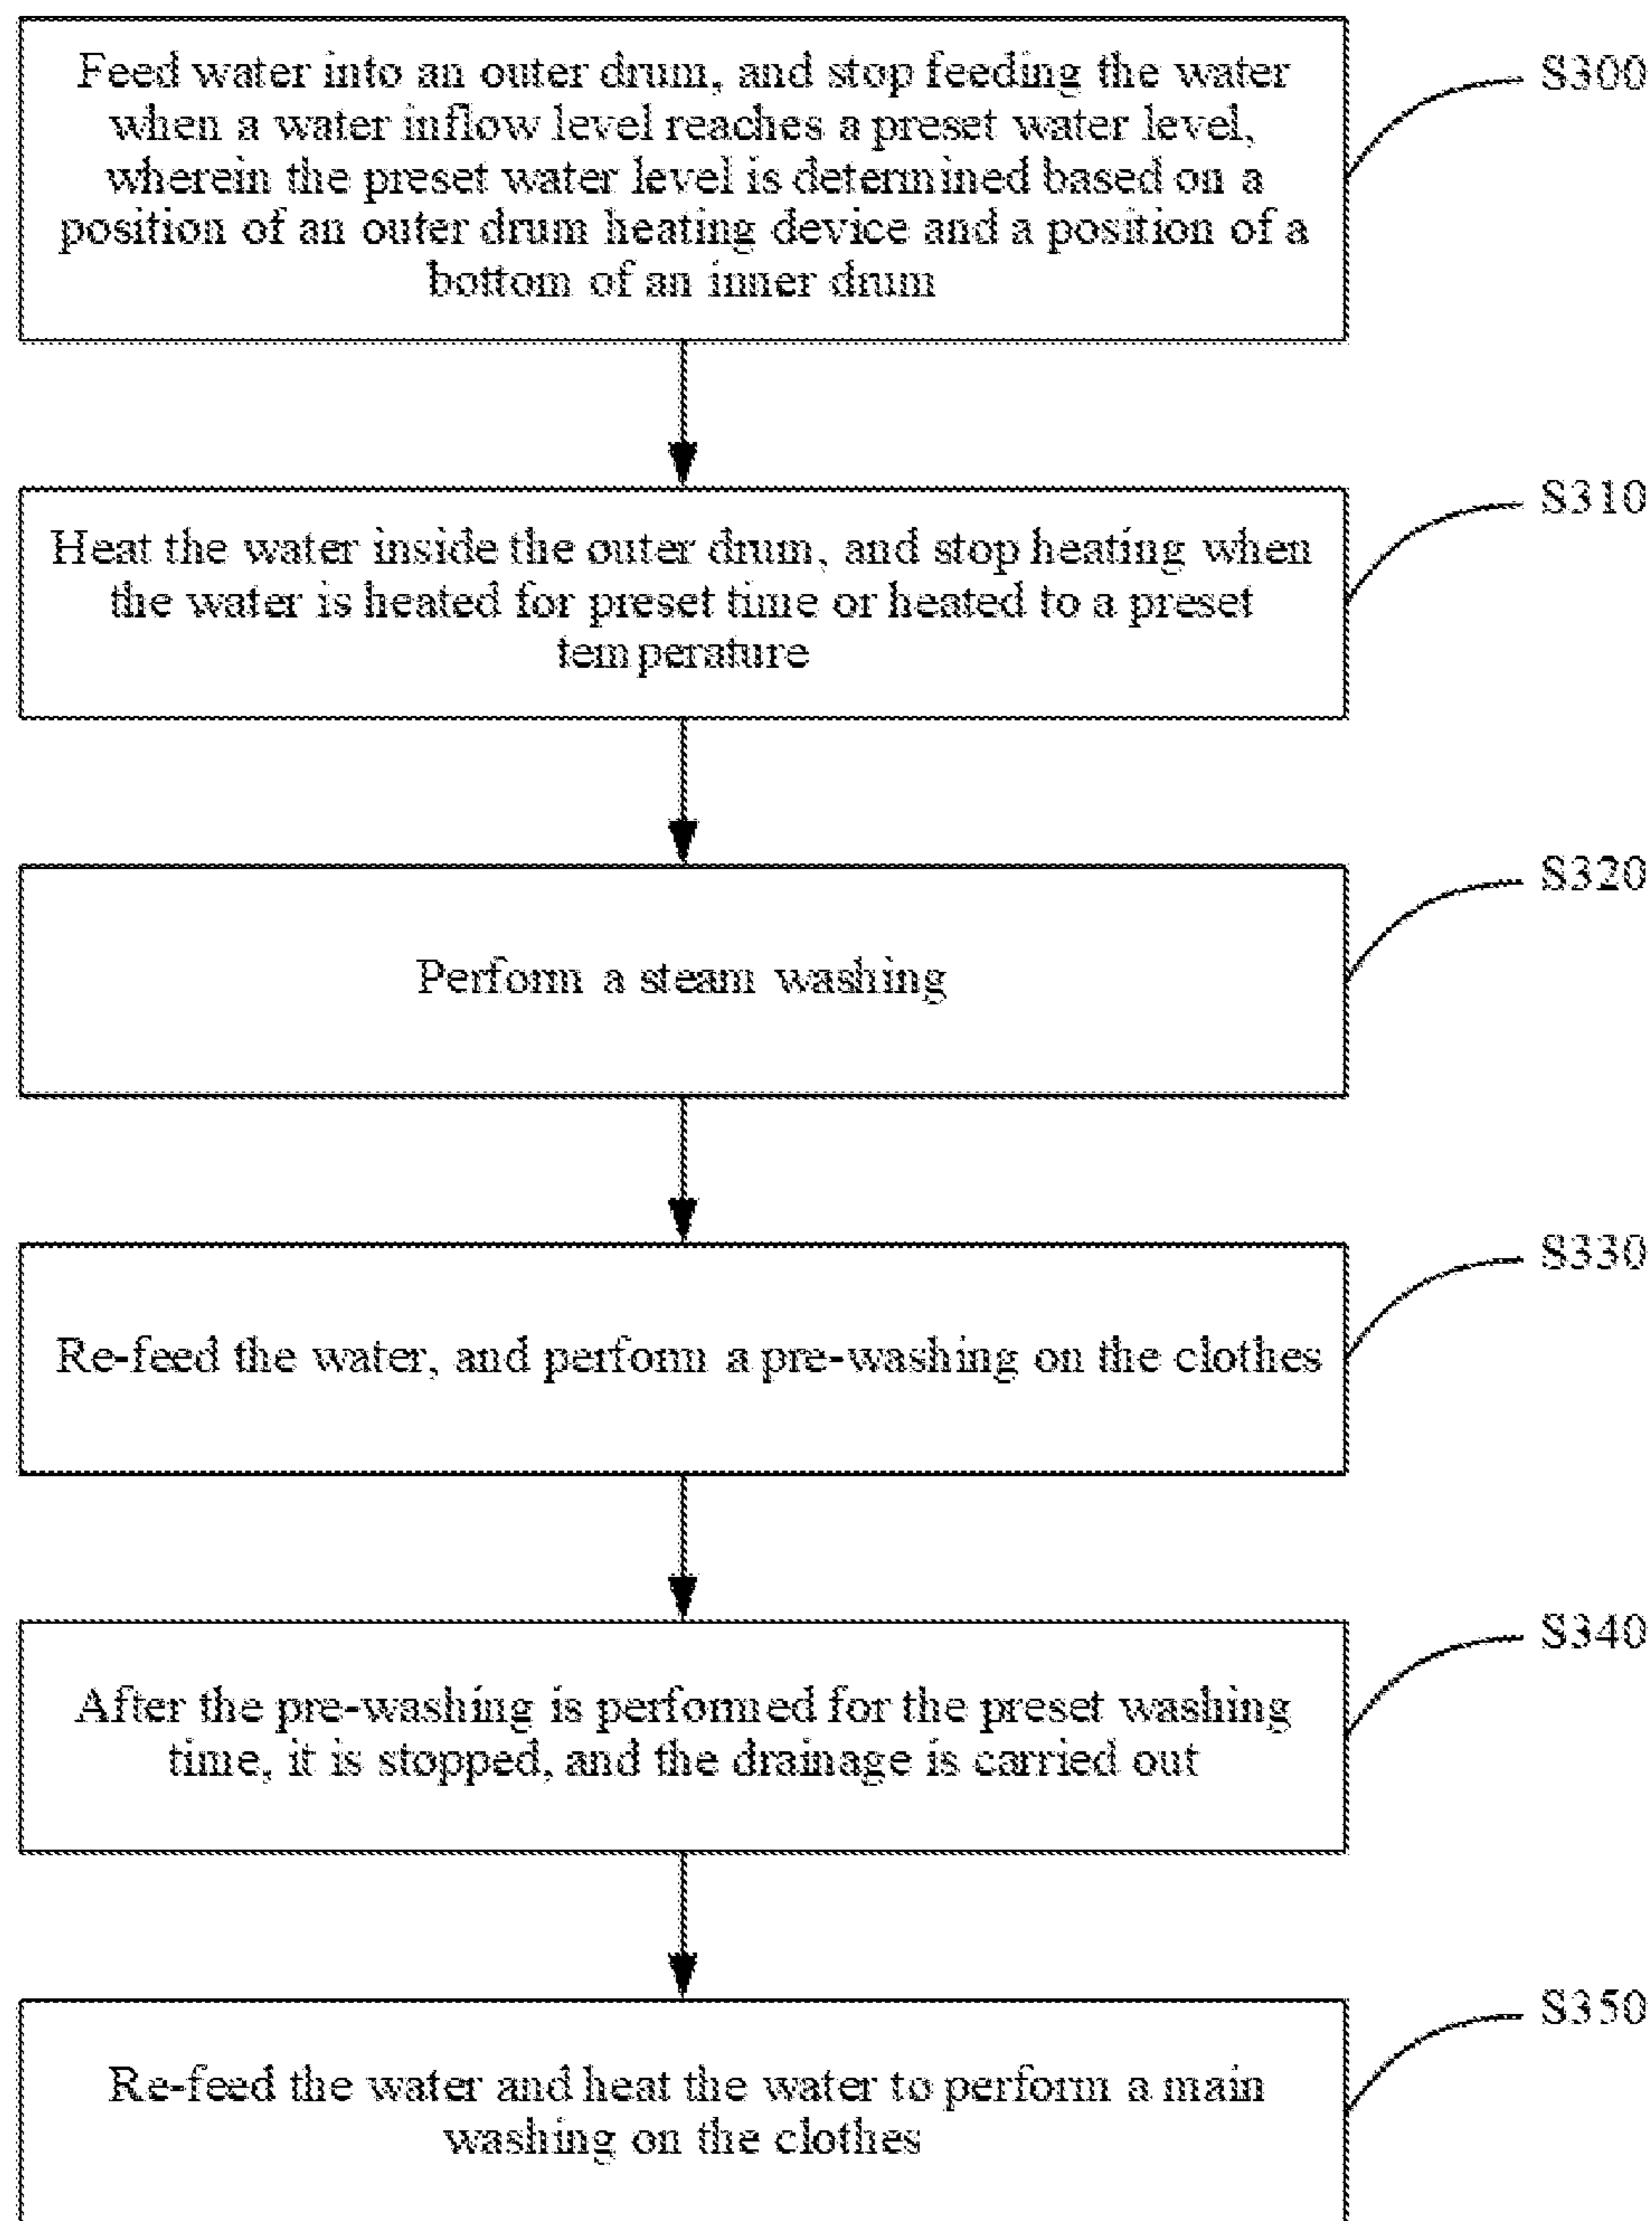 Feed water into an outer drum, and stop feeding the water
when a water inflow level reaches a preset water level,
wherein the preset water level is determined based on a
position of an outer drum heating device and a position of a
bottom of an inner drum
S300
Heat the water inside the outer drum, and stop heating when
the water is heated for preset time or heated to a preset
temperature
S310
Perform a steam washing
S320
Re-feed the water, and perform a pre-washing on the clothes
S330
After the pre-washing is performed for the preset washing
time, it is stopped, and the drainage is carried out
S340
Re-feed the water and heat the water to perform a main
washing on the clothes
S350